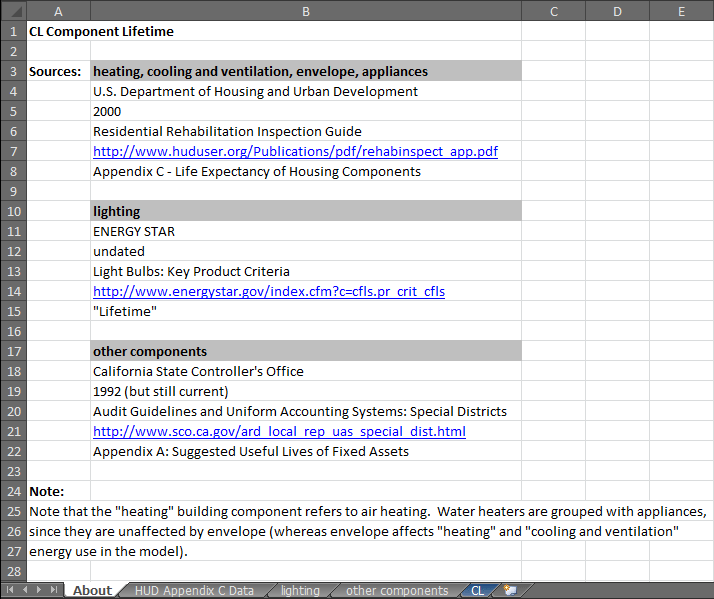 A B C D E
1 CL Component Lifetime
2
3 Sources: heating, cooling and ventilation, envelope, appliances
4 U.S. Department of Housing and Urban Development
5 2000
6 Residential Rehabilitation Inspection Guide
7 http://www.huduser.org/Publications/pdf/rehabinspect_app.pdf
8 Appendix C - Life Expectancy of Housing Components
9
10 lighting
11 ENERGY STAR
12 undated
13 Light Bulbs: Key Product Criteria
14 http://www.energystar.gov/index.cfm?c=cfls.pr_crit_cfls
15 "Lifetime"
16
17 other components
18 California State Controller's Office
19 1992 (but still current)
20 Audit Guidelines and Uniform Accounting Systems: Special Districts
21 http://www.sco.ca.gov/ard_local_rep_uas_special_dist.html
22 Appendix A: Suggested Useful Lives of Fixed Assets
23
24 Note:
25 Note that the "heating" building component refers to air heating.  Water heaters are grouped with appliances,
26 since they are unaffected by envelope (whereas envelope affects "heating" and "cooling and ventilation"
27 energy use in the model).
28
About HUD Appendix C Data lighting other components CL